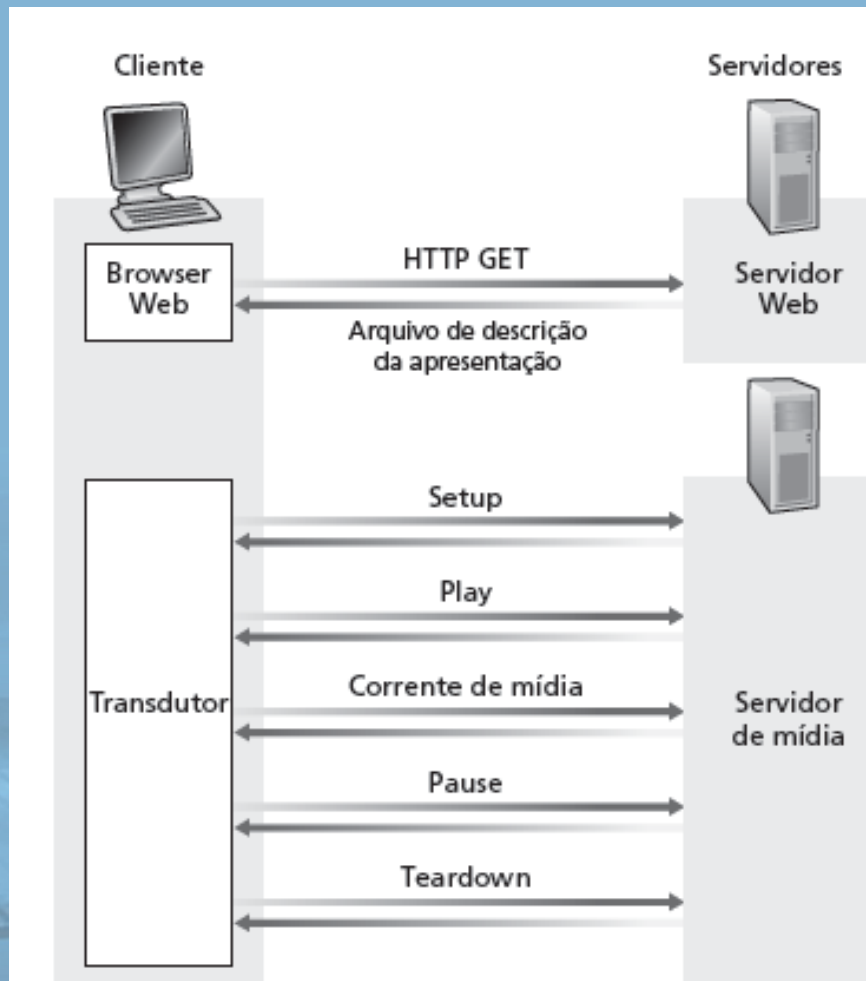 Cliente
Servidores
Browser
Web
HTTP GET
Servidor
Web
Arquivo de descrição
da apresentação
Setup
Play
Transdutor
Corrente de mídia
Servidor
de mídia
Pause
Teardown